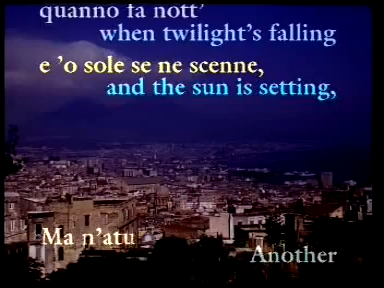 quanno fa nott'
when twilight's falling
e 'o sole se ne scenne,
and the sun is setting,
Ma n'atu
Another